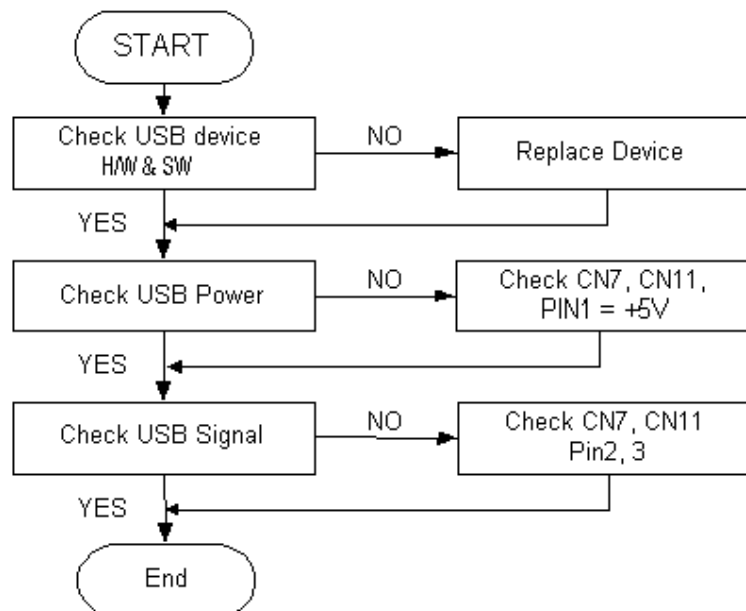 START
Check USB device
H/W & SW
NO
Replace Device
YES
Check USB Power
NO
Check CN7, CN11,
PIN1 = +5V
YES
Check USB Signal
NO
Check CN7, CN11
Pin2, 3
YES
End